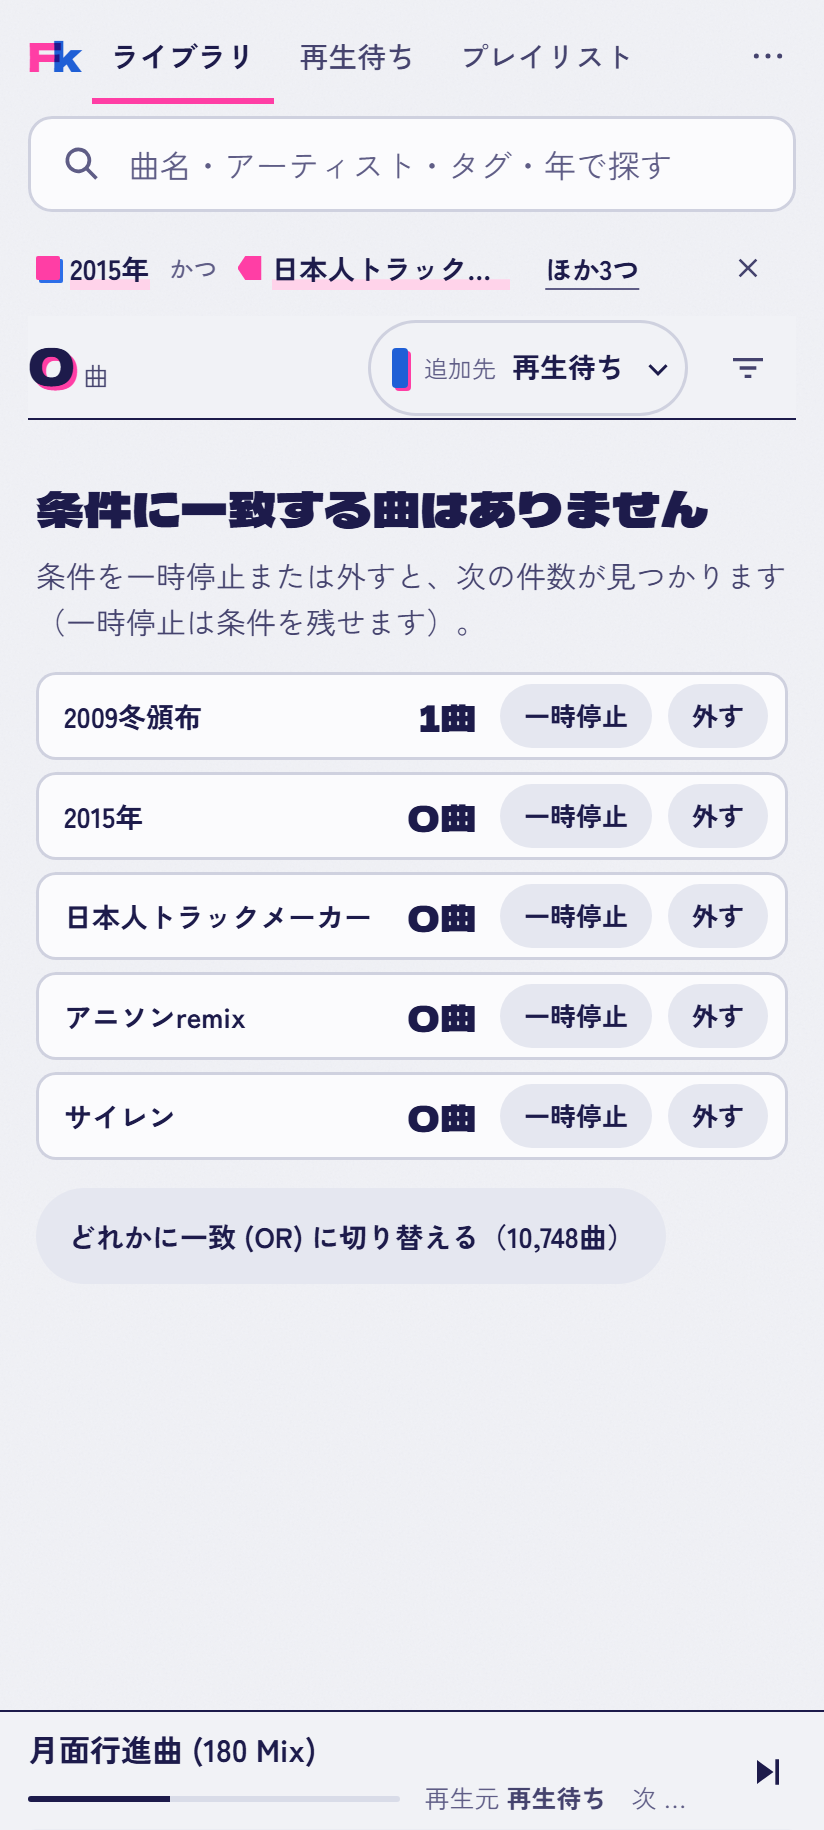 Fk ライブラリ 再生待ち プレイリスト ...
曲名・アーティスト・タグ・年で探す
2015年 かつ 日本人トラック... ほか3つ ×
0曲 追加先 再生待ち
条件に一致する曲はありません
条件を一時停止または外すと、次の件数が見つかります
（一時停止は条件を残せます）。
2009冬頒布 1曲 一時停止 外す
2015年 0曲 一時停止 外す
日本人トラックメーカー 0曲 一時停止 外す
アニソンremix 0曲 一時停止 外す
サイレン 0曲 一時停止 外す
どれかに一致 (OR) に切り替える（10,748曲）
月面行進曲 (180 Mix)
再生元 再生待ち 次 ...